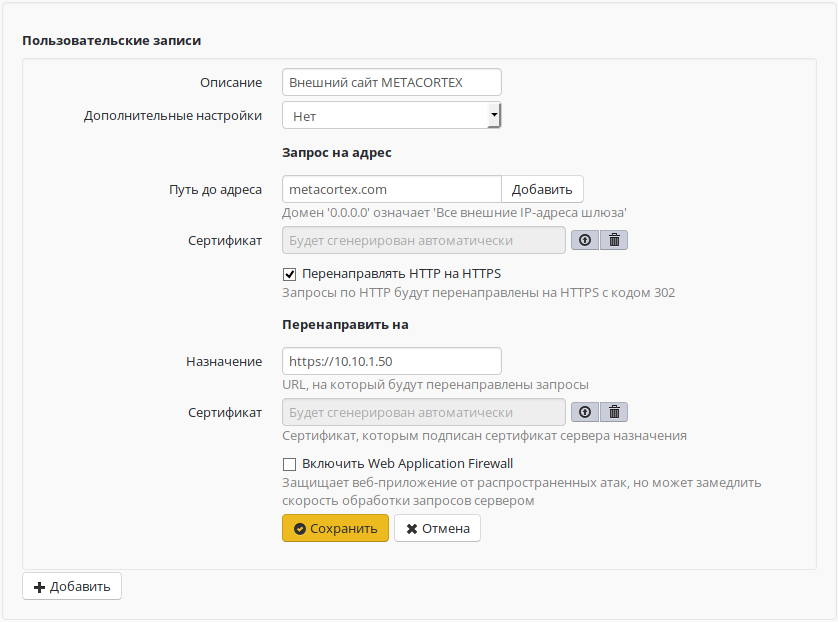 Пользовательские записи
Описание Внешний сайт METACORTEX
Дополнительные настройки Нет
Запрос на адрес
Путь до адреса metacortex.com Добавить
Домен '0.0.0.0' означает 'Все внешние IP-адреса шлюза'
Сертификат Будет сгенерирован автоматически
Перенаправлять HTTP на HTTPS
Запросы по HTTP будут перенаправлены на HTTPS с кодом 302
Перенаправить на
Назначение https://10.10.1.50
URL, на который будут перенаправлены запросы
Сертификат Будет сгенерирован автоматически
Сертификат, которым подписан сертификат сервера назначения
Включить Web Application Firewall
Защищает веб-приложение от распространенных атак, но может замедлить
скорость обработки запросов сервером
Сохранить Отмена
Добавить